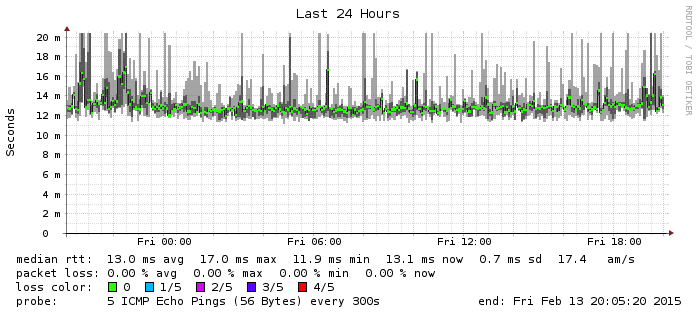 Last 24 Hours
RRDTOOL / TOBI OETIKER
Seconds
20 m
18 m
16 m
14 m
12 m
10 m
8 m
6 m
4 m
2 m
0
Fri 00:00 Fri 06:00 Fri 12:00 Fri 18:00
median rtt: 13.0 ms avg 17.0 ms max 11.9 ms min 13.1 ms now 0.7 ms sd 17.4 am/s
packet loss: 0.00 % avg 0.00 % max 0.00 % min 0.00 % now
loss color: 0 1/5 2/5 3/5 4/5
probe: 5 ICMP Echo Pings (56 Bytes) every 300s end: Fri Feb 13 20:05:20 2015